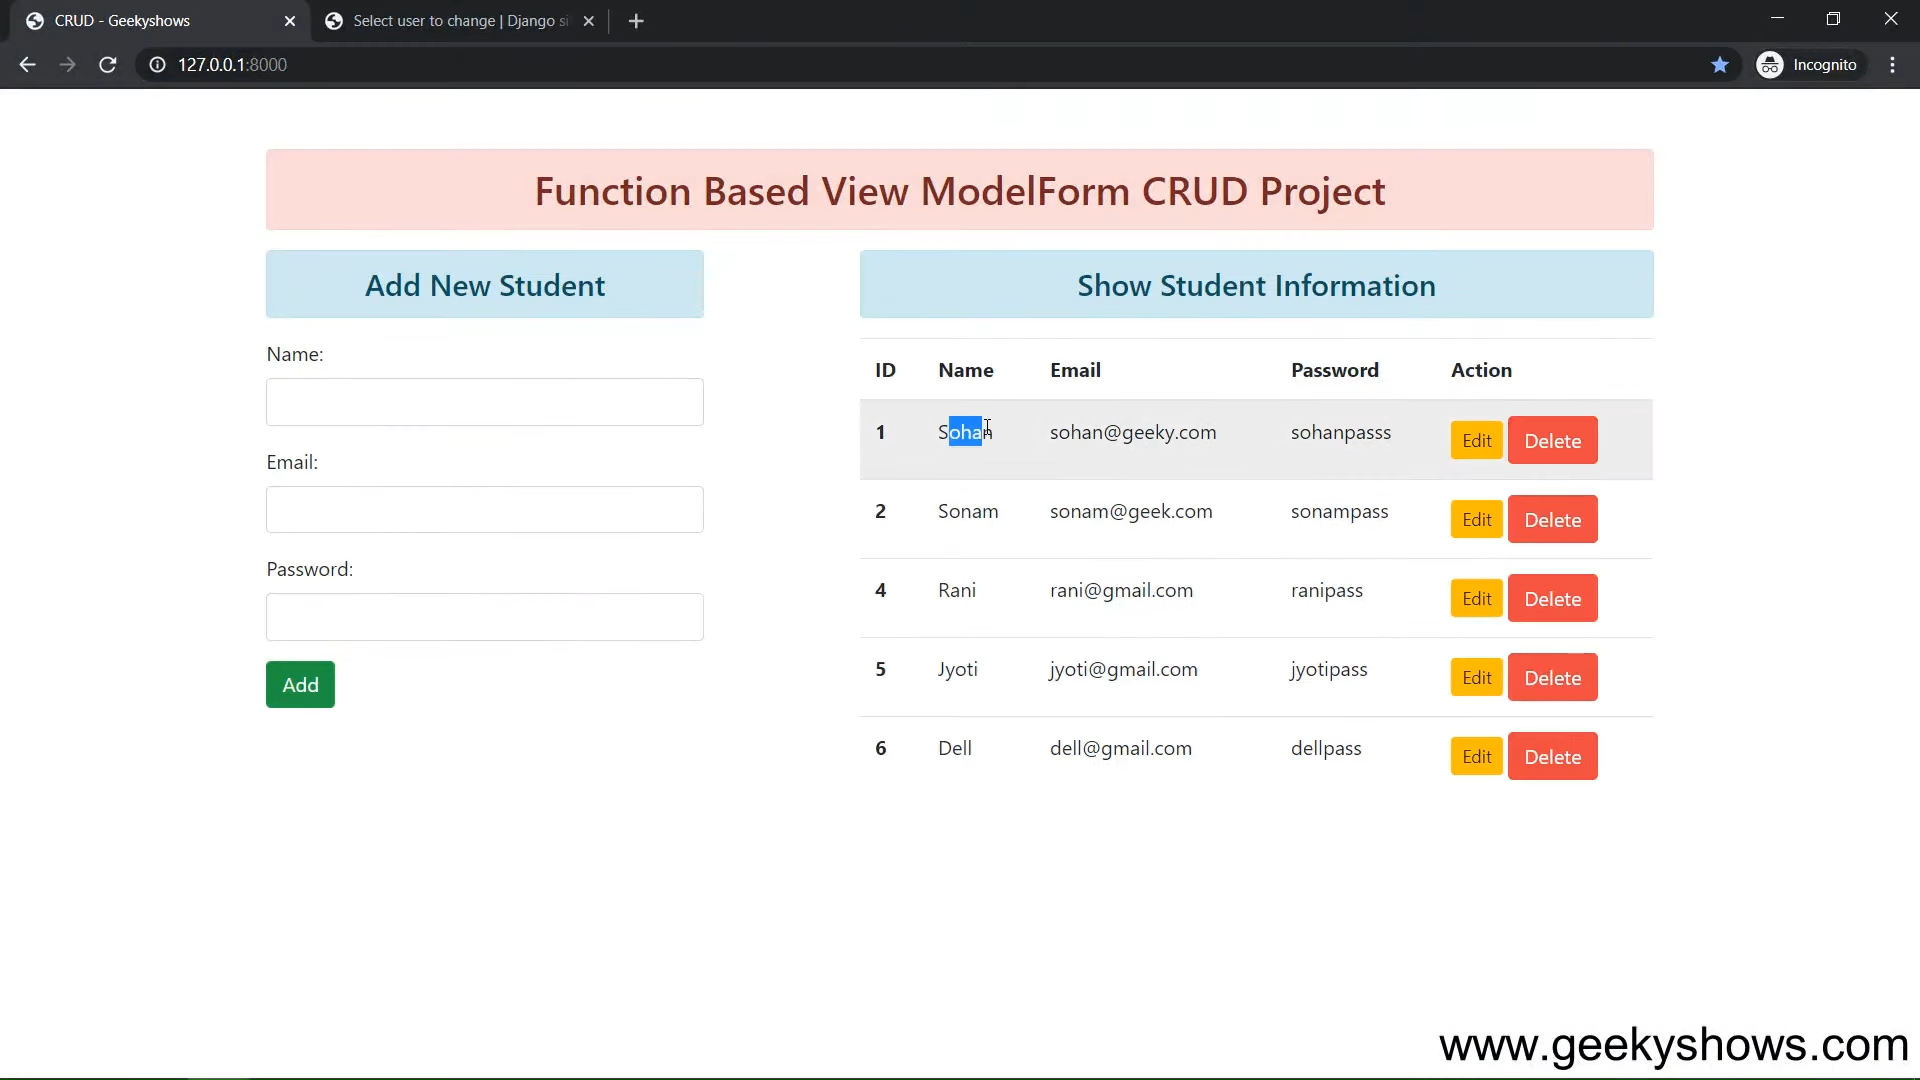 CRUD - Geekyshows
Select user to change | Django si
127.0.0.1:8000
Incognito
Function Based View ModelForm CRUD Project
Add New Student
Name:
Email:
Password:
Add
Show Student Information
ID Name Email Password Action
1 Sohan sohan@geeky.com sohanpasss Edit Delete
2 Sonam sonam@geek.com sonampass Edit Delete
4 Rani rani@gmail.com ranipass Edit Delete
5 Jyoti jyoti@gmail.com jyotipass Edit Delete
6 Dell dell@gmail.com dellpass Edit Delete
www.geekyshows.com